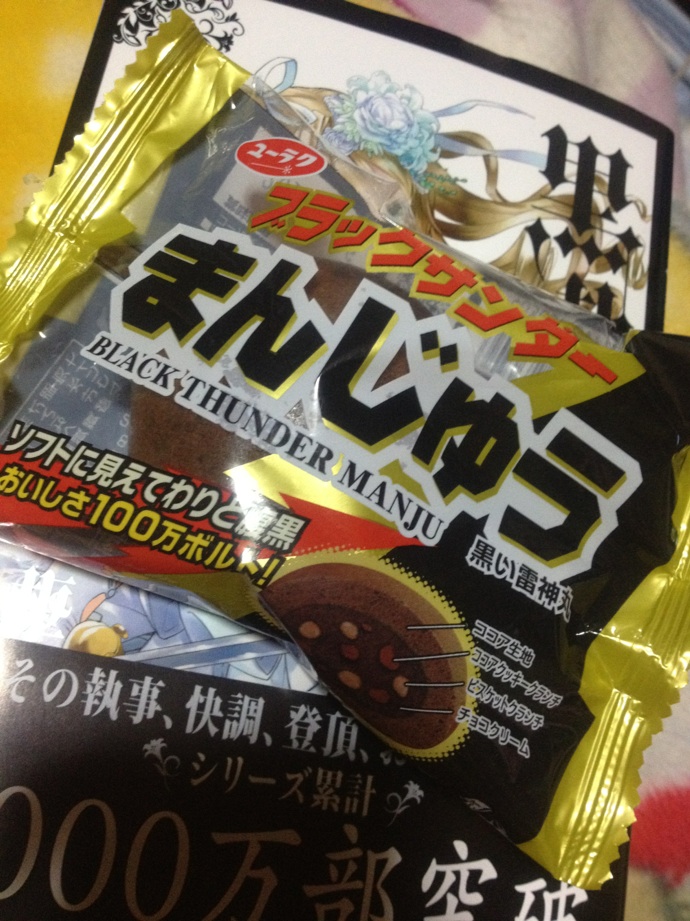 ユーラク
ブラックサンダー
まんじゅう
BLACK THUNDER MANJU
黒い雷神丸
ソフトに見えてわりと腹黒
おいしさ100万ボルト!
ココア生地
ココアクッキークランチ
ビスケットクランチ
チョコクリーム
その執事、快調、登頂、
シリーズ累計
000万部突破